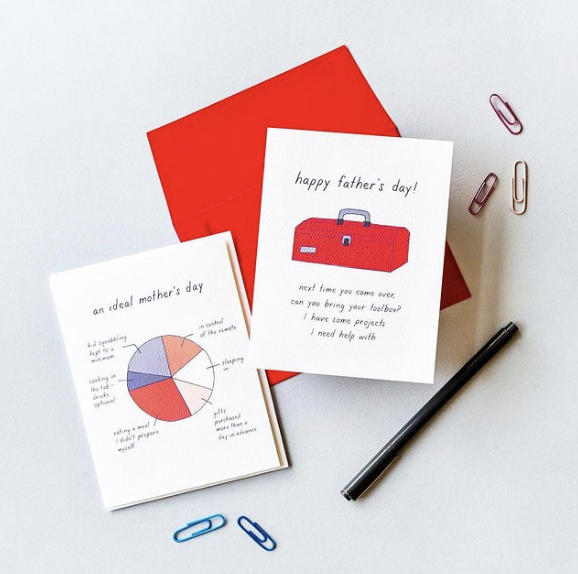 happy father's day!
next time you come over,
can you bring your toolbox?
I have some projects
I need help with
an ideal mother's day
kid squabbling
kept to a
minimum
in control
of the remote
soaking in
the tub-
drinks
optional
sleeping
in
eating a meal
I didn't prepare
myself
gifts
purchased
more than a
day in advance